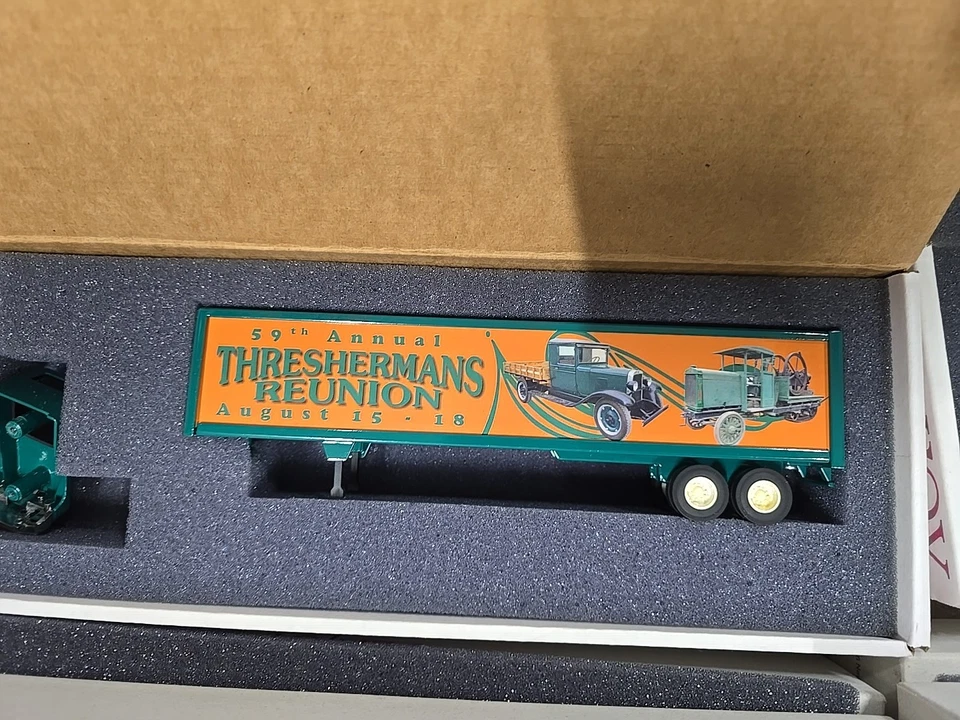 59th Annual
THRESHERMANS
REUNION
August 15 - 18